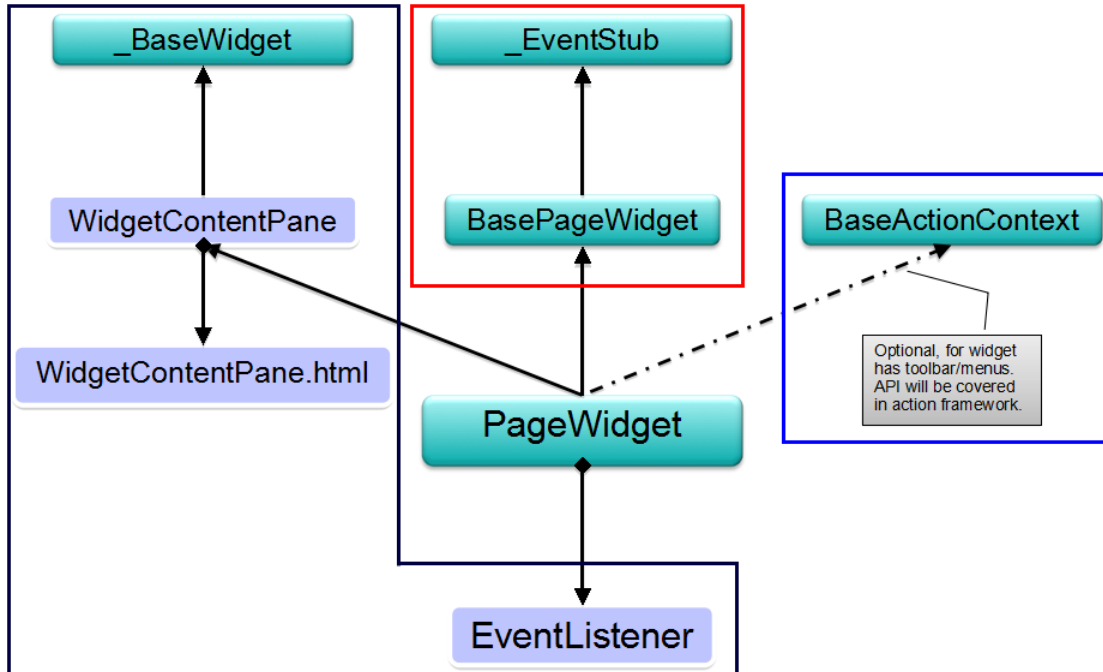 _BaseWidget
_EventStub
WidgetContentPane
BasePageWidget
BaseActionContext
WidgetContentPane.html
Optional, for widget
has toolbar/menus.
API will be covered
in action framework.
PageWidget
EventListener